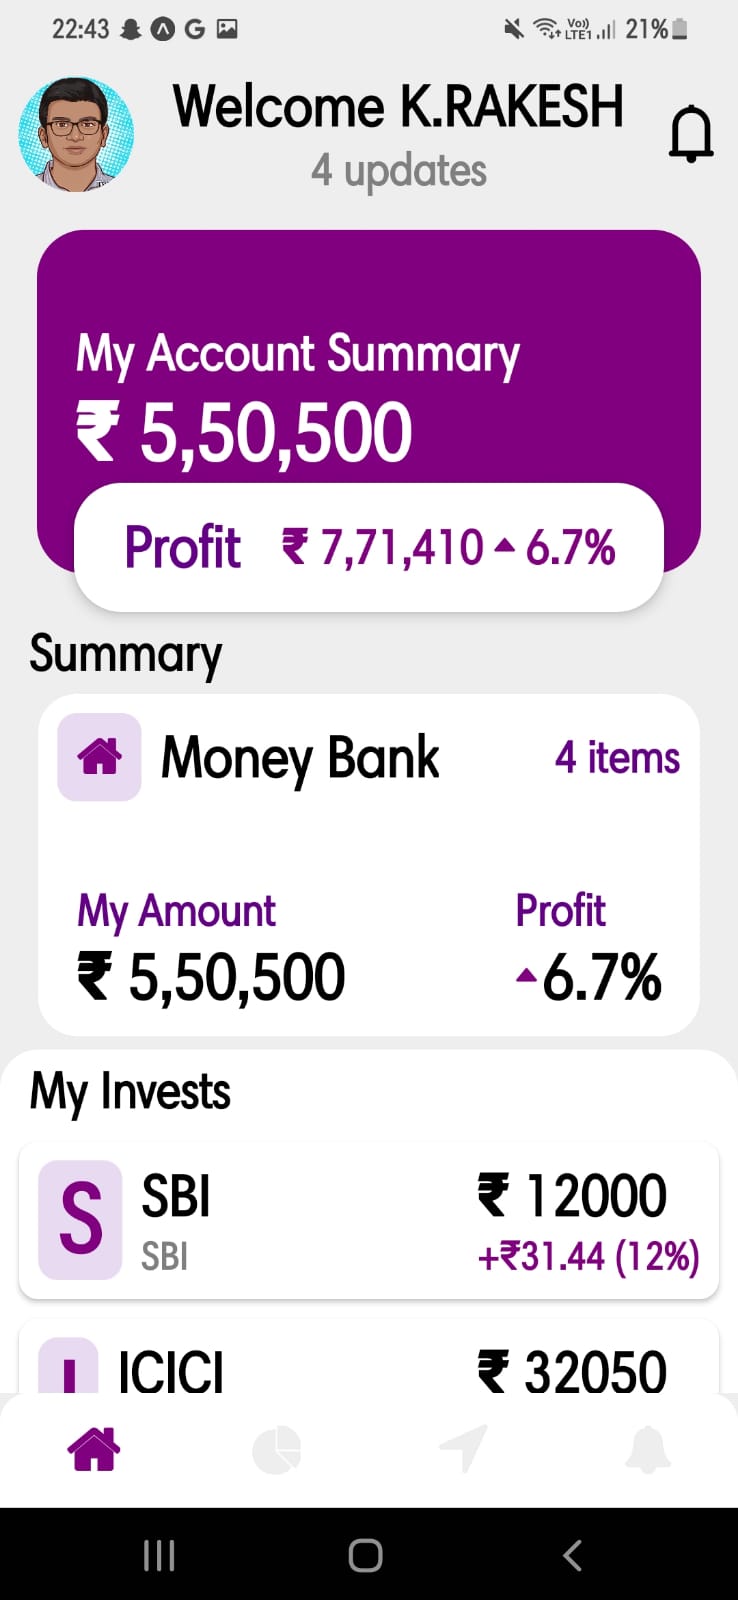 22:43 G Vo)) LTE1 21%
Welcome K.RAKESH
4 updates
My Account Summary
₹ 5,50,500
Profit ₹ 7,71,410 6.7%
Summary
Money Bank 4 items
My Amount Profit
₹ 5,50,500 6.7%
My Invests
S SBI ₹ 12000
SBI +₹31.44 (12%)
I ICICI ₹ 32050